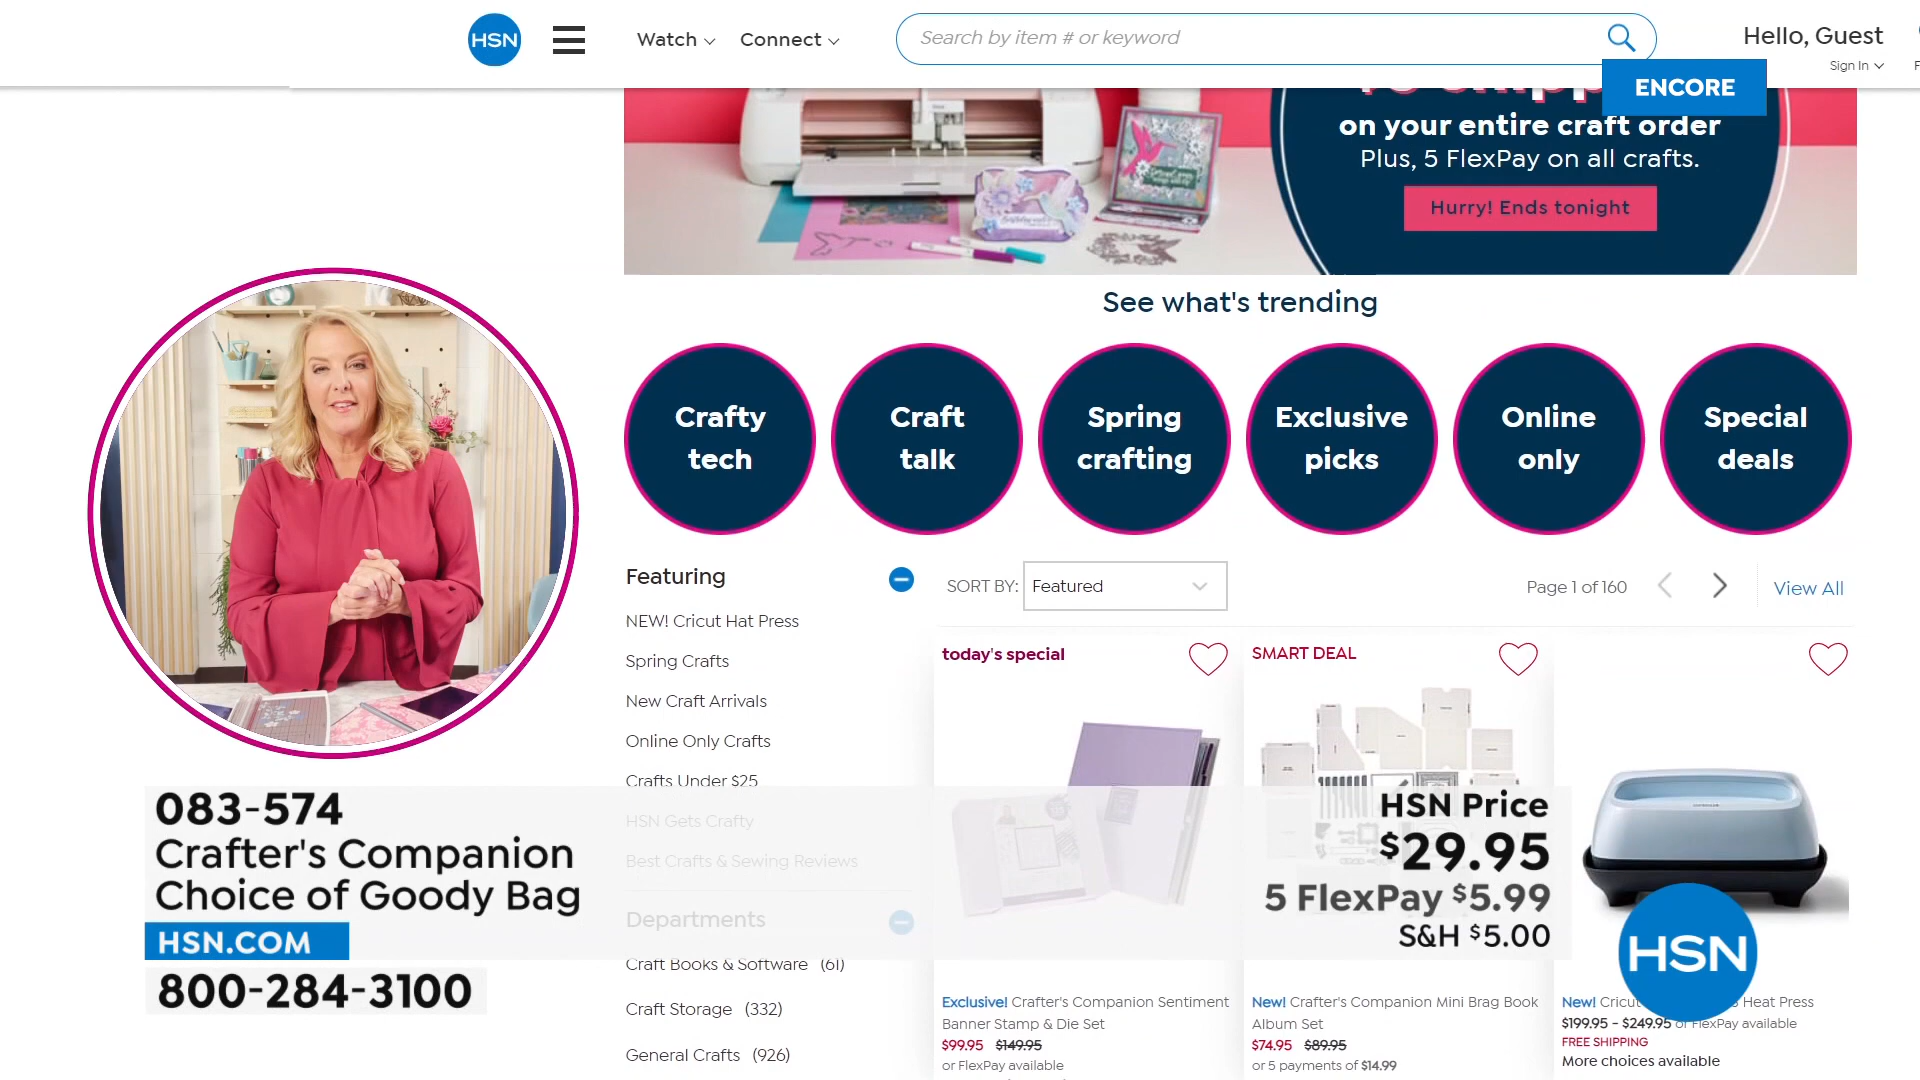 HSN
Watch
Connect
Search by item # or keyword
Hello, Guest
Sign In
ENCORE
on your entire craft order
Plus, 5 FlexPay on all crafts.
Hurry! Ends tonight
See what's trending
Crafty
tech
Craft
talk
Spring
crafting
Exclusive
picks
Online
only
Special
deals
Featuring
SORT BY: Featured
Page 1 of 160
View All
NEW! Cricut Hat Press
Spring Crafts
New Craft Arrivals
Online Only Crafts
Crafts Under $25
HSN Gets Crafty
Best Crafts & Sewing Reviews
Departments
Craft Books & Software (61)
Craft Storage (332)
General Crafts (926)
today's special
SMART DEAL
083-574
Crafter's Companion
Choice of Goody Bag
HSN.COM
800-284-3100
HSN Price
$29.95
5 FlexPay $5.99
S&H $5.00
HSN
Exclusive! Crafter's Companion Sentiment
Banner Stamp & Die Set
$99.95 $149.95
or FlexPay available
New! Crafter's Companion Mini Brag Book
Album Set
$74.95 $89.95
or 5 payments of $14.99
New! Cricut Heat Press
$199.95 - $249.95 or FlexPay available
FREE SHIPPING
More choices available